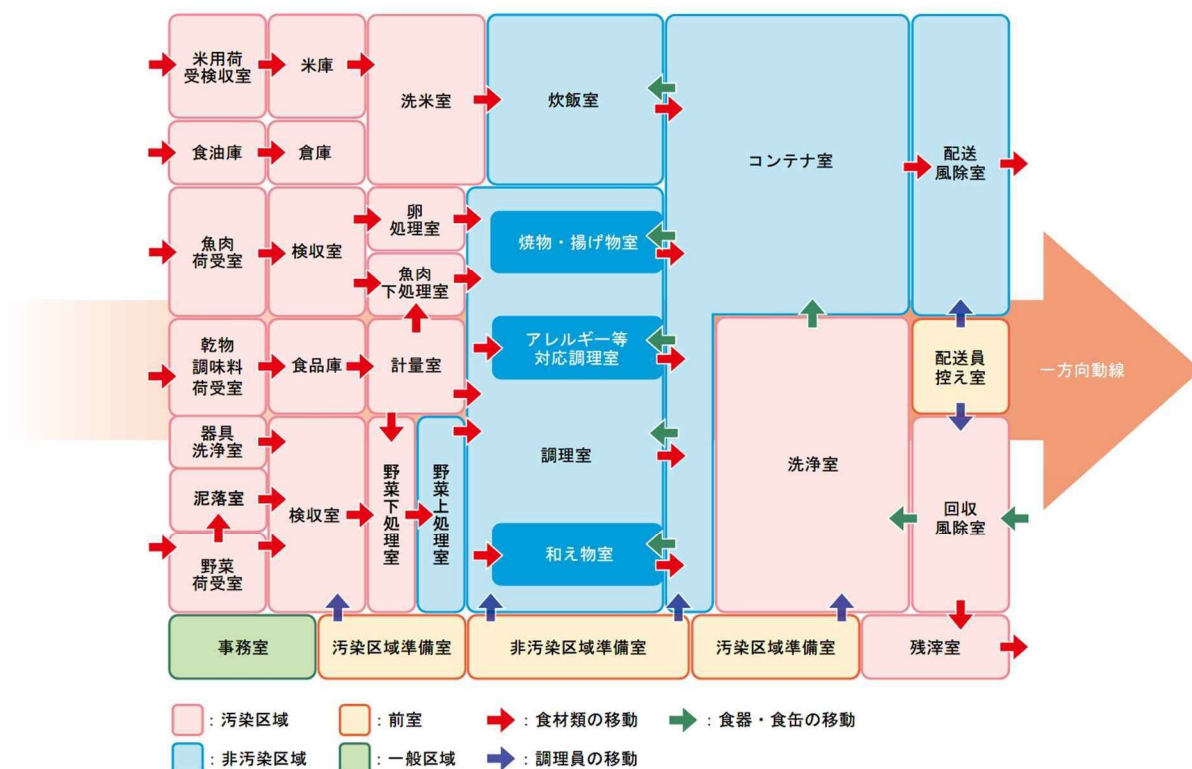 米用荷
受検収室
米庫
洗米室
炊飯室
コンテナ室
配送
風除室
食油庫
倉庫
魚肉
荷受室
検収室
卵
処理室
魚肉
下処理室
焼物・揚げ物室
乾物
調味料
荷受室
食品庫
計量室
アレルギー等
対応調理室
配送員
控え室
一方向動線
器具
洗浄室
泥落室
野菜
荷受室
検収室
野菜下処理室
野菜上処理室
調理室
和え物室
洗浄室
回収
風除室
事務室
汚染区域準備室
非汚染区域準備室
汚染区域準備室
残滓室
：汚染区域
：前室
：食材類の移動
：食器・食缶の移動
：非汚染区域
：一般区域
：調理員の移動